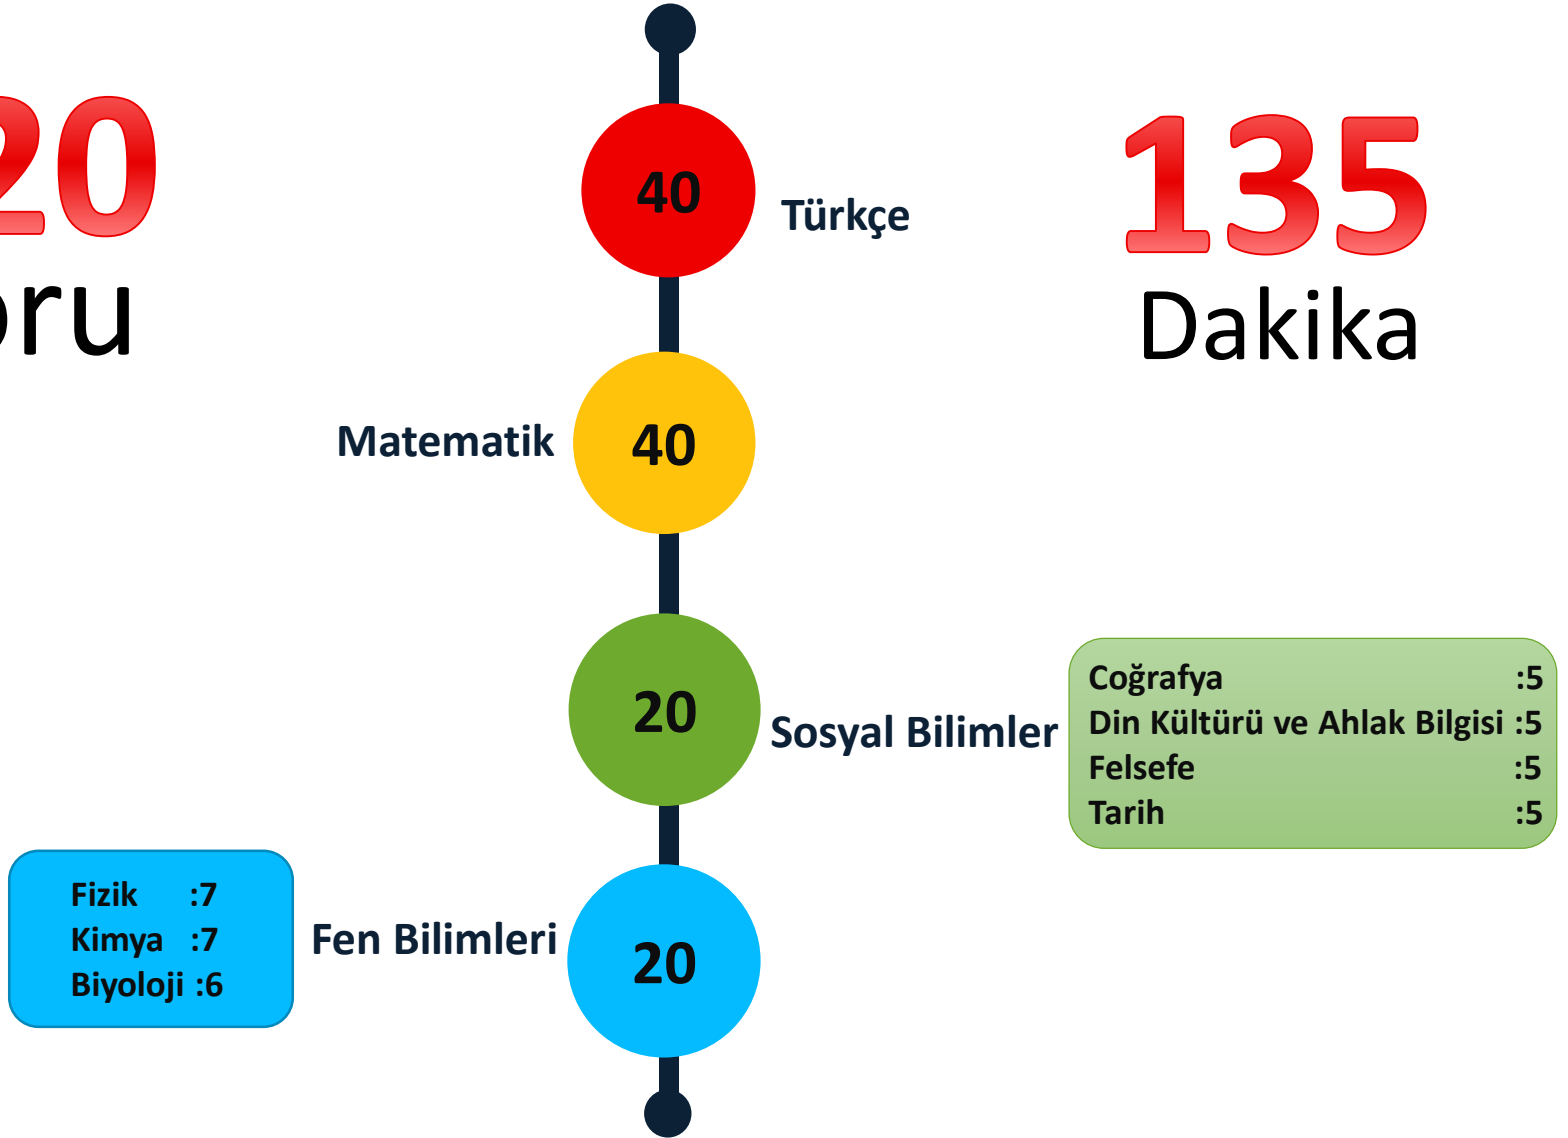 20
oru
40
Türkçe
135
Dakika
Matematik
40
20
Sosyal Bilimler
Coğrafya :5
Din Kültürü ve Ahlak Bilgisi :5
Felsefe :5
Tarih :5
Fizik :7
Kimya :7
Biyoloji :6
Fen Bilimleri
20